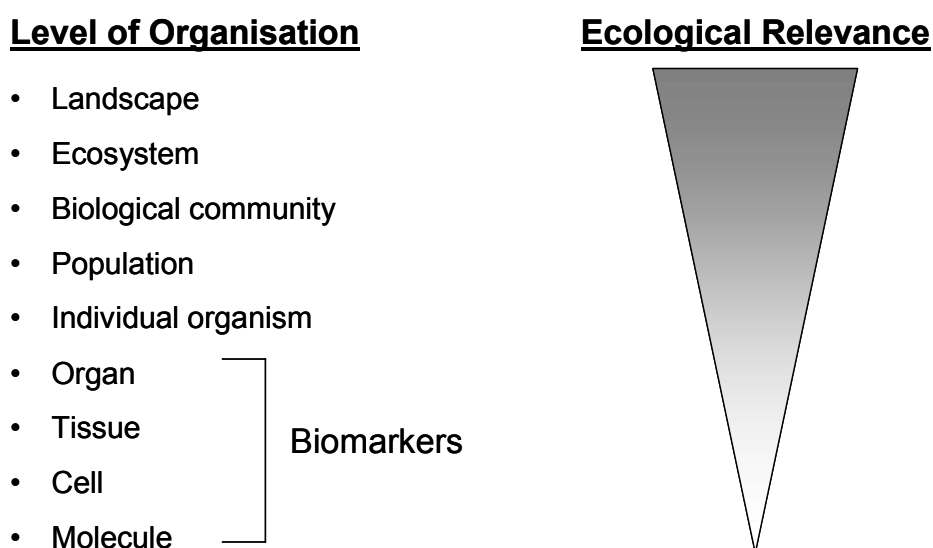 Level of Organisation
Ecological Relevance
• Landscape
• Ecosystem
• Biological community
• Population
• Individual organism
• Organ
• Tissue
• Cell
• Molecule
Biomarkers